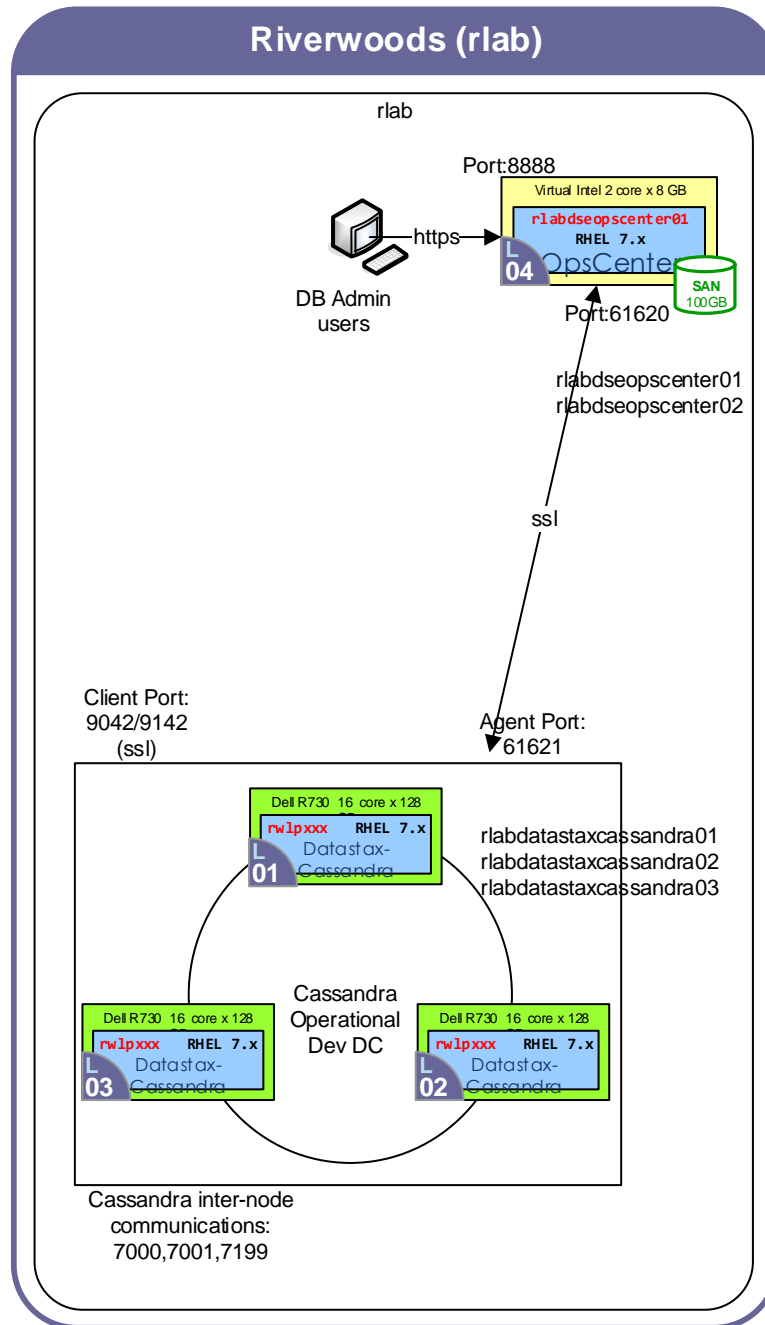 Riverwoods (rlab)
rlab
Port:8888
Virtual Intel 2 core x 8 GB
rlabdseopscenter01
RHEL 7.x
OpsCenter
L
04
SAN
100GB
https
DB Admin
users
Port:61620
rlabdseopscenter01
rlabdseopscenter02
ssl
Client Port:
9042/9142
(ssl)
Agent Port:
61621
Dell R730 16 core x 128
rwlpxxx RHEL 7.x
Datastax-
Cassandra
L
01
rlabdatastaxcassandra01
rlabdatastaxcassandra02
rlabdatastaxcassandra03
Cassandra
Operational
Dev DC
Dell R730 16 core x 128
rwlpxxx RHEL 7.x
Datastax-
Cassandra
L
03
Dell R730 16 core x 128
rwlpxxx RHEL 7.x
Datastax-
Cassandra
L
02
Cassandra inter-node
communications:
7000,7001,7199